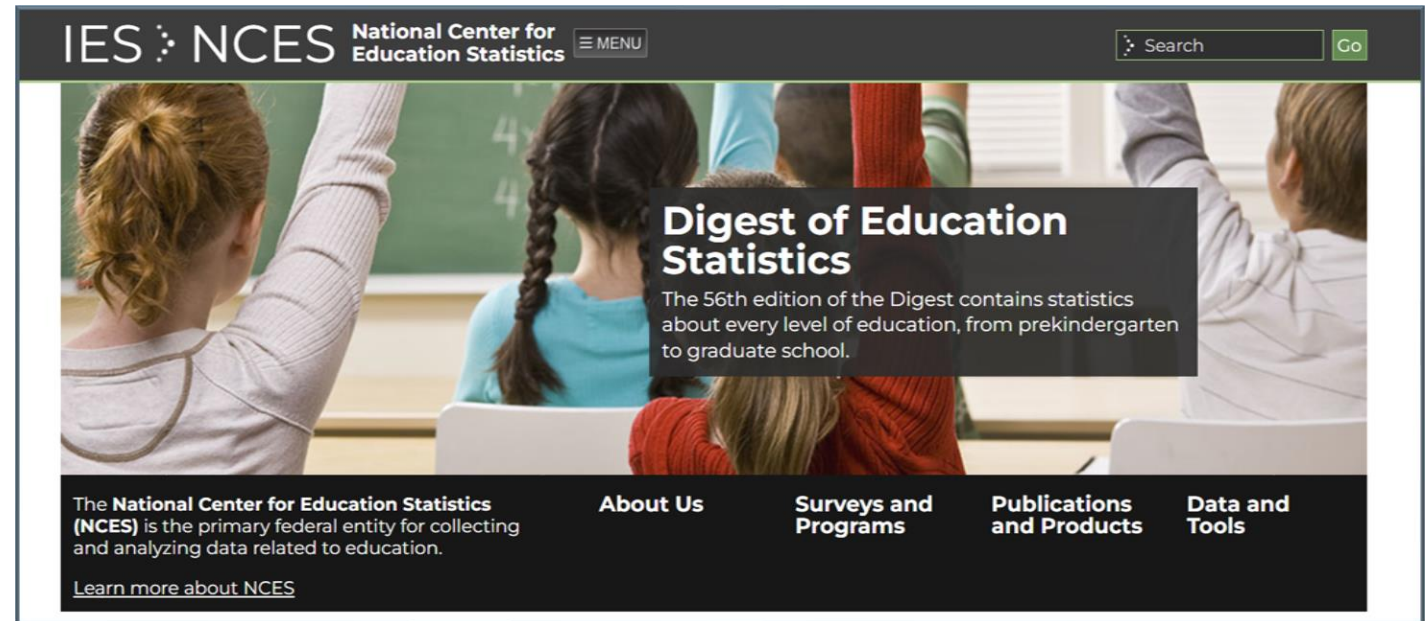 IES NCES National Center for
Education Statistics
≡ MENU
Search
Go
4
4
Digest of Education
Statistics
The 56th edition of the Digest contains statistics
about every level of education, from prekindergarten
to graduate school.
The National Center for Education Statistics
(NCES) is the primary federal entity for collecting
and analyzing data related to education.
Learn more about NCES
About Us
Surveys and
Programs
Publications
and Products
Data and
Tools